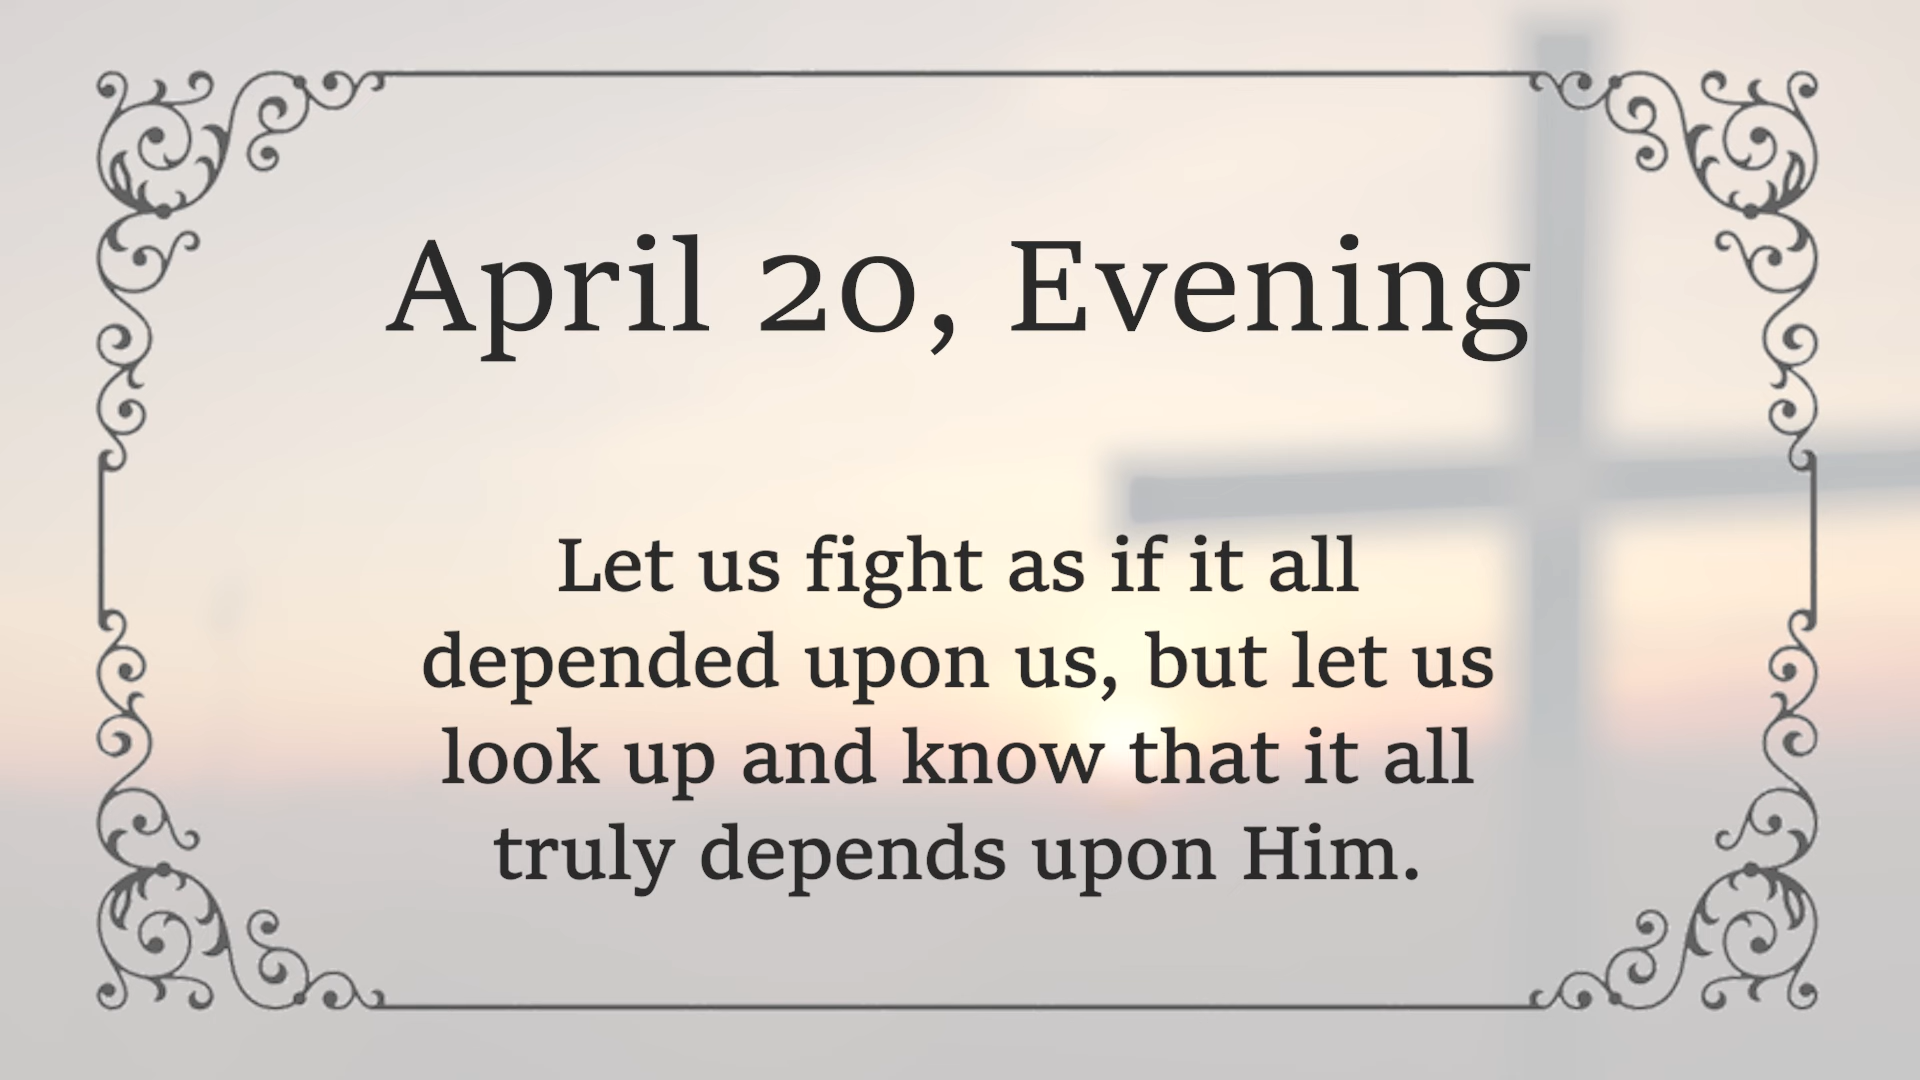 April 20, Evening
Let us fight as if it all
depended upon us, but let us
look up and know that it all
truly depends upon Him.